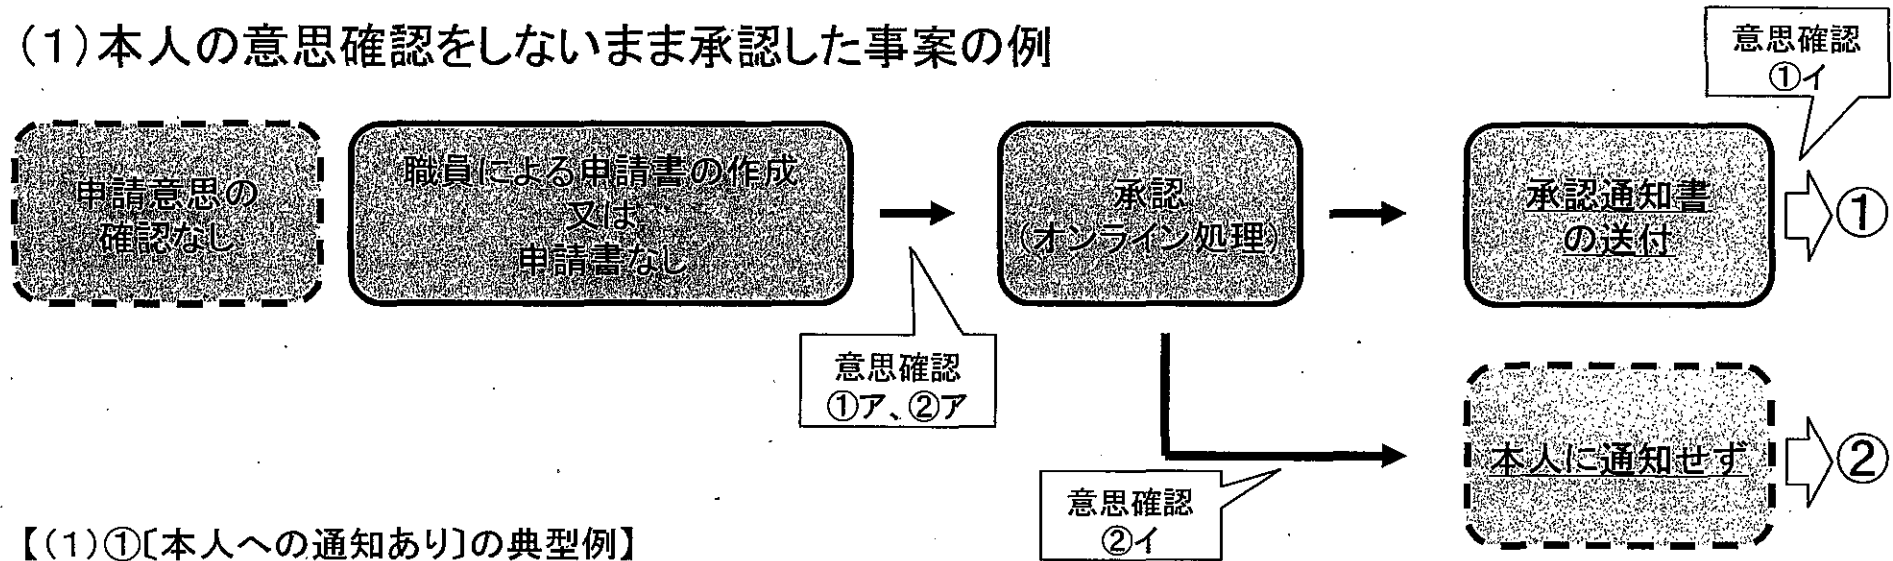 (1)本人の意思確認をしないまま承認した事案の例
意思確認
①イ
申請意思の
確認なし
職員による申請書の作成
又は
申請書なし
承認
(オンライン処理)
承認通知書
の送付
①
意思確認
①ア、②ア
本人に通知せず
②
意思確認
②イ
【(1)①〔本人への通知あり〕の典型例】